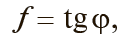 f = tg φ,